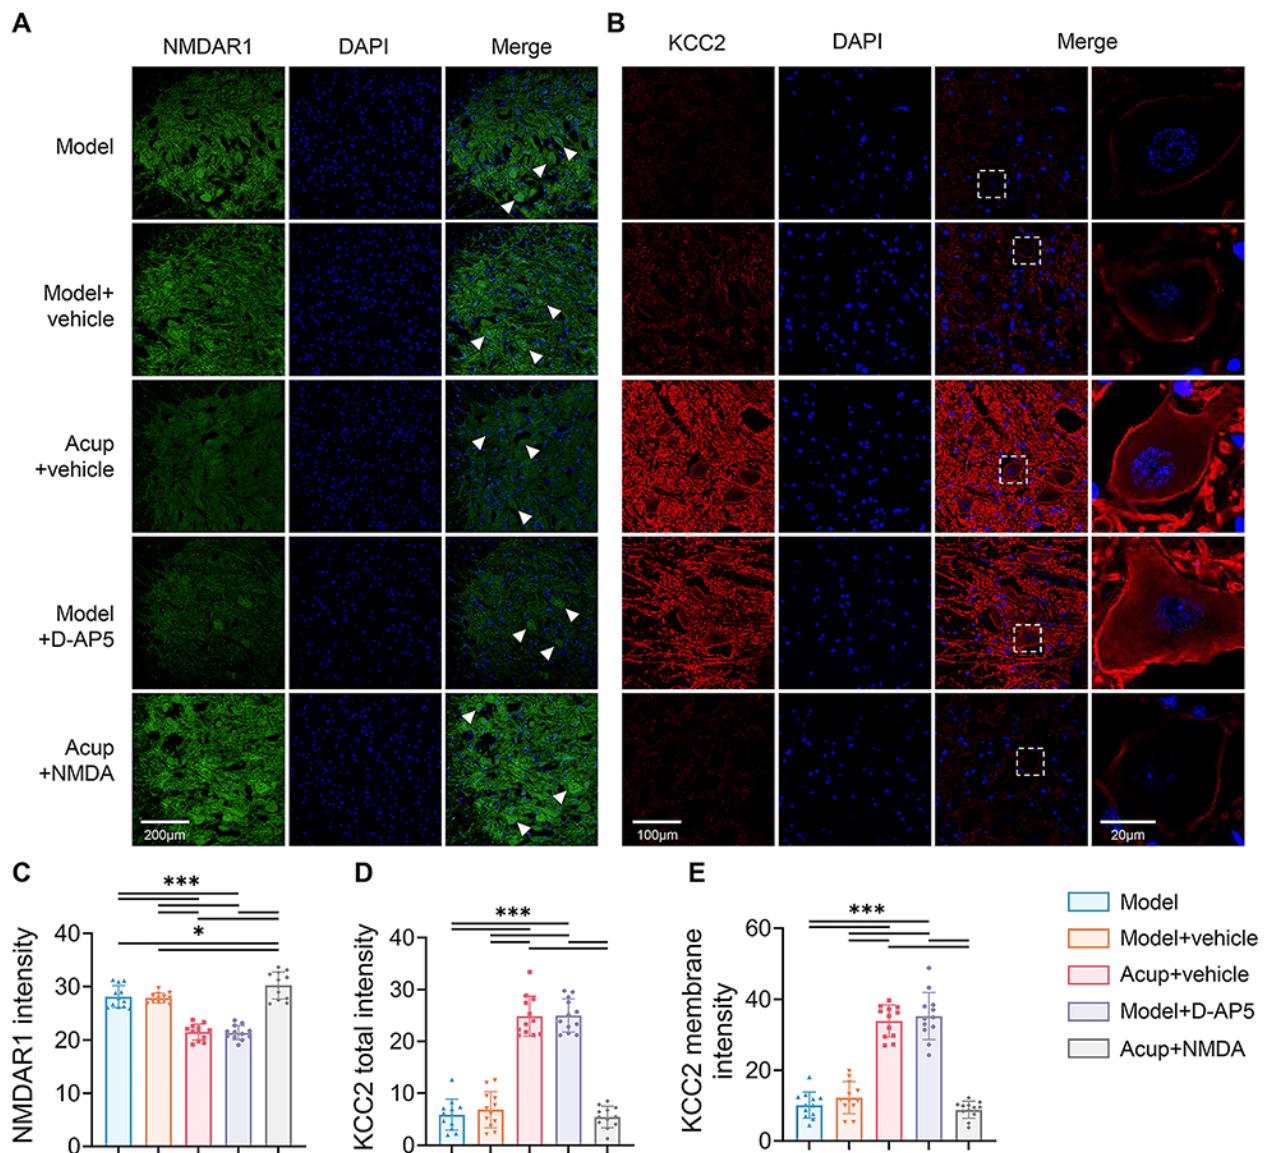 A
B
NMDAR1
DAPI
Merge
KCC2
DAPI
Merge
Model
Model+
vehicle
Acup
+vehicle
Model
+D-AP5
Acup
+NMDA
200μm
100μm
20μm
C
***
*
NMDAR1 intensity
40
30
20
10
0
D
***
KCC2 total intensity
40
30
20
10
0
E
***
KCC2 membrane
intensity
60
40
20
0
Model
Model+vehicle
Acup+vehicle
Model+D-AP5
Acup+NMDA